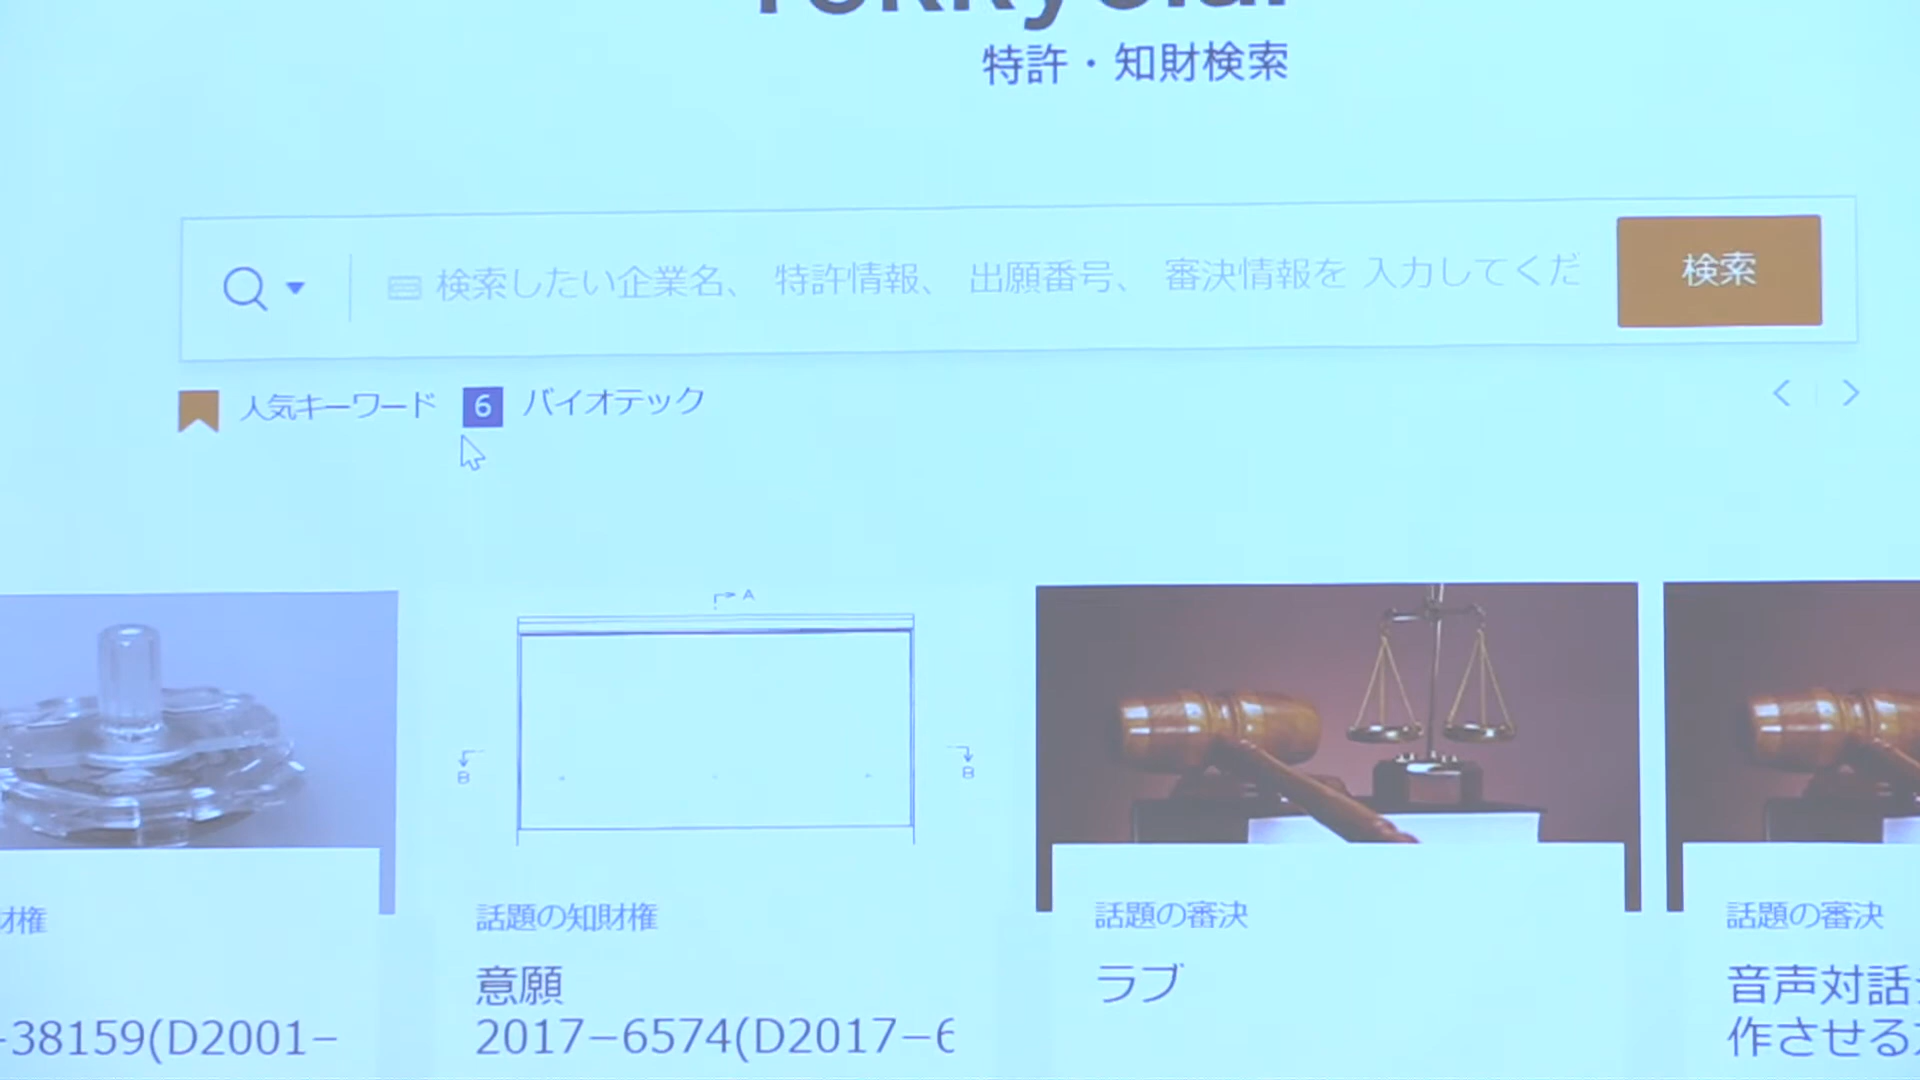 特許・知財検索
検索したい企業名、 特許情報、 出願番号、 審決情報を 入力してくだ
検索
人気キーワード 6 バイオテック
A
B B
財権
-38159(D2001-
話題の知財権
意願
2017-6574(D2017-6
話題の審決
ラブ
話題の審決
音声対話
作させる